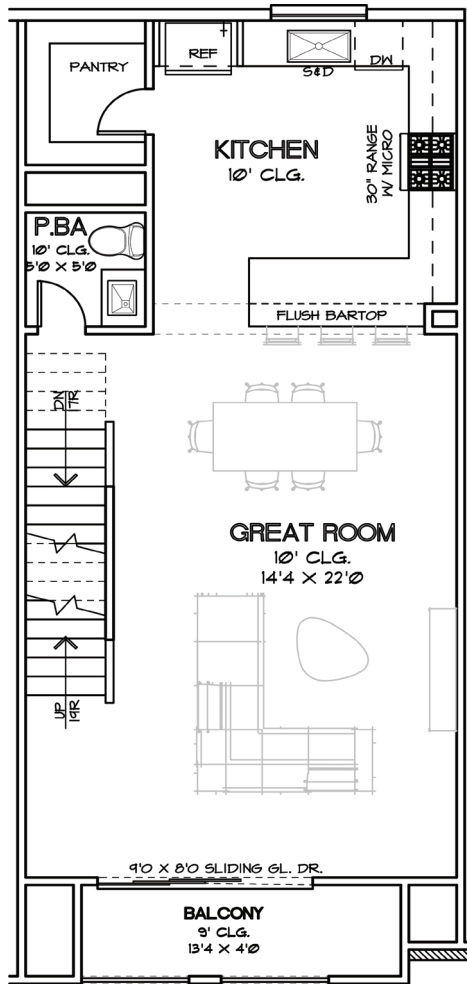 REF
S&D
DW
PANTRY
KITCHEN
10' CLG.
30" RANGE
W/ MICRO
P.BA
10' CLG.
5'0 X 5'0
FLUSH BARTOP
DN
17R
GREAT ROOM
10' CLG.
14'4 X 22'0
UP
19R
9'0 X 8'0 SLIDING GL. DR.
BALCONY
9' CLG.
13'4 X 4'0